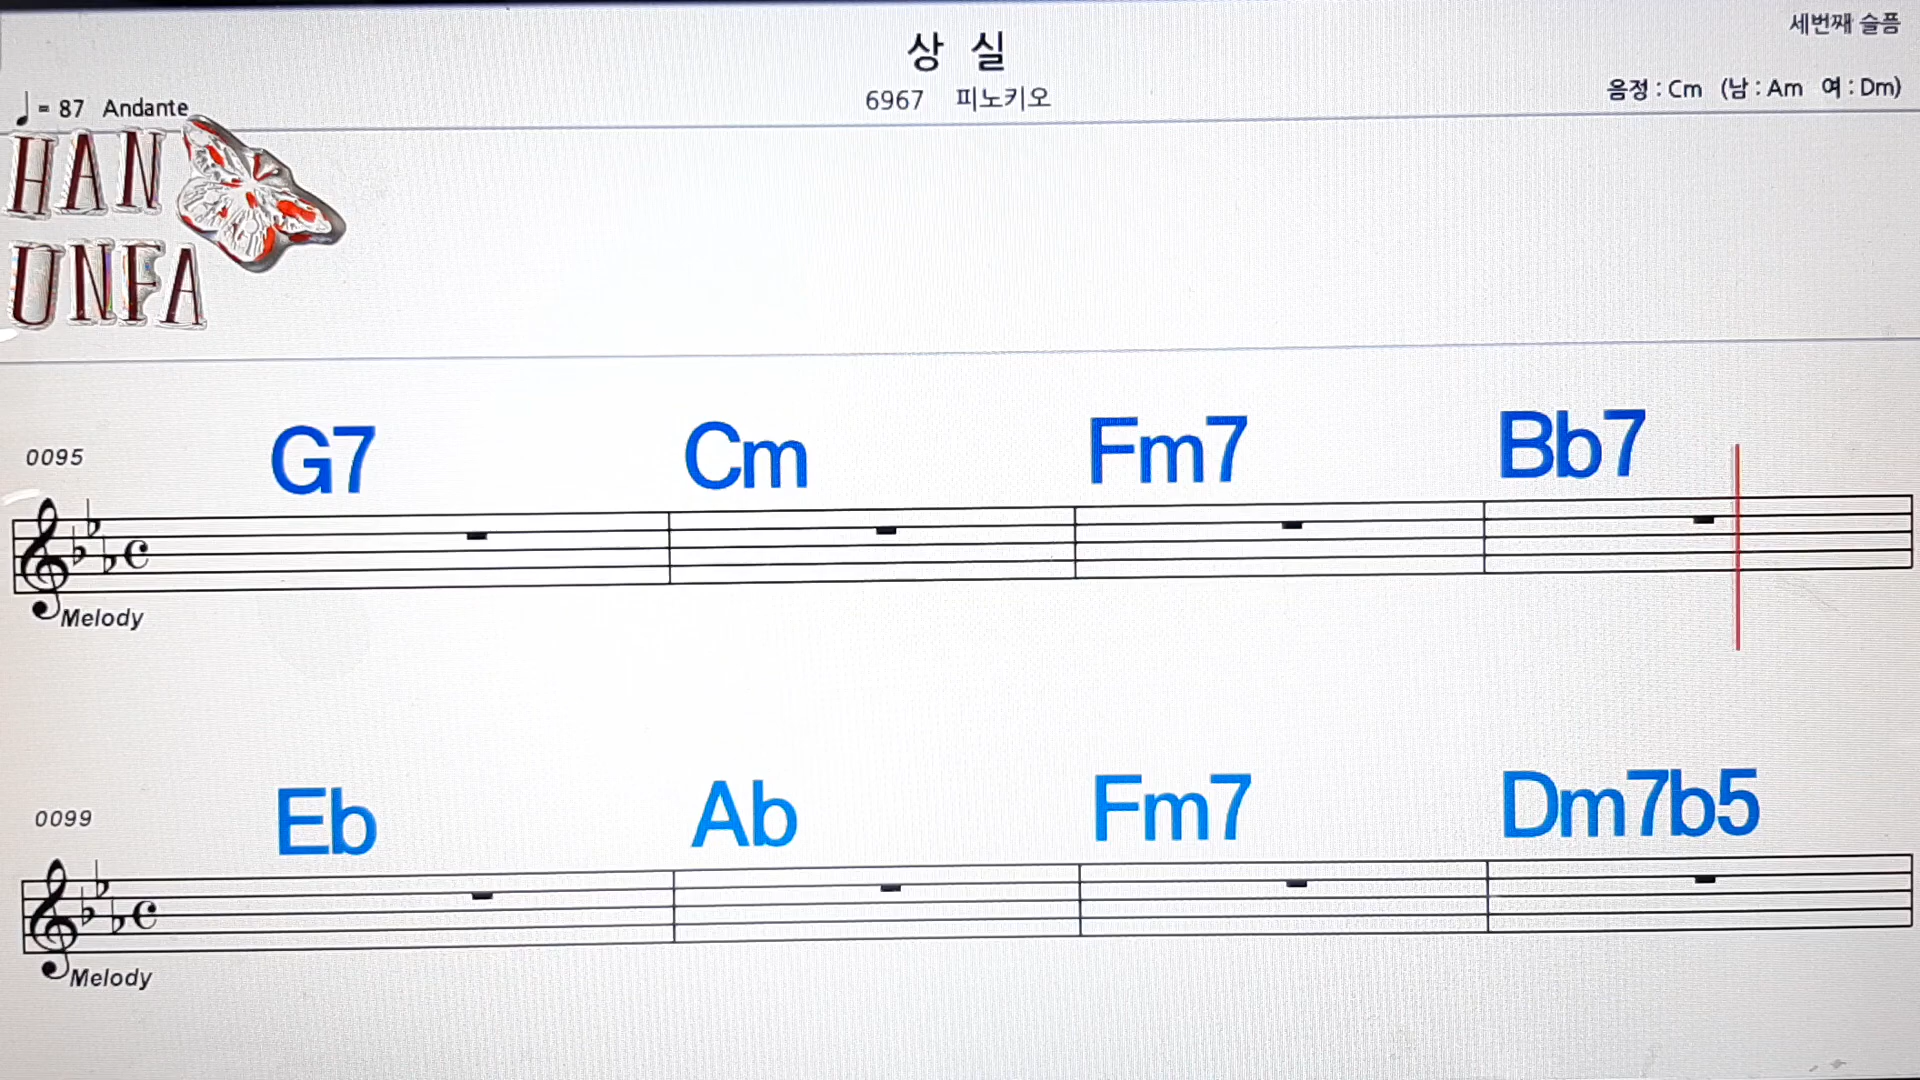 세번째 슬픔
상 실
♩= 87 Andante
6967 피노키오
음정 : Cm (남 : Am 여 : Dm)
HAN
UNFA
G7 Cm Fm7 Bb7
0095
Melody
Eb Ab Fm7 Dm7b5
0099
Melody